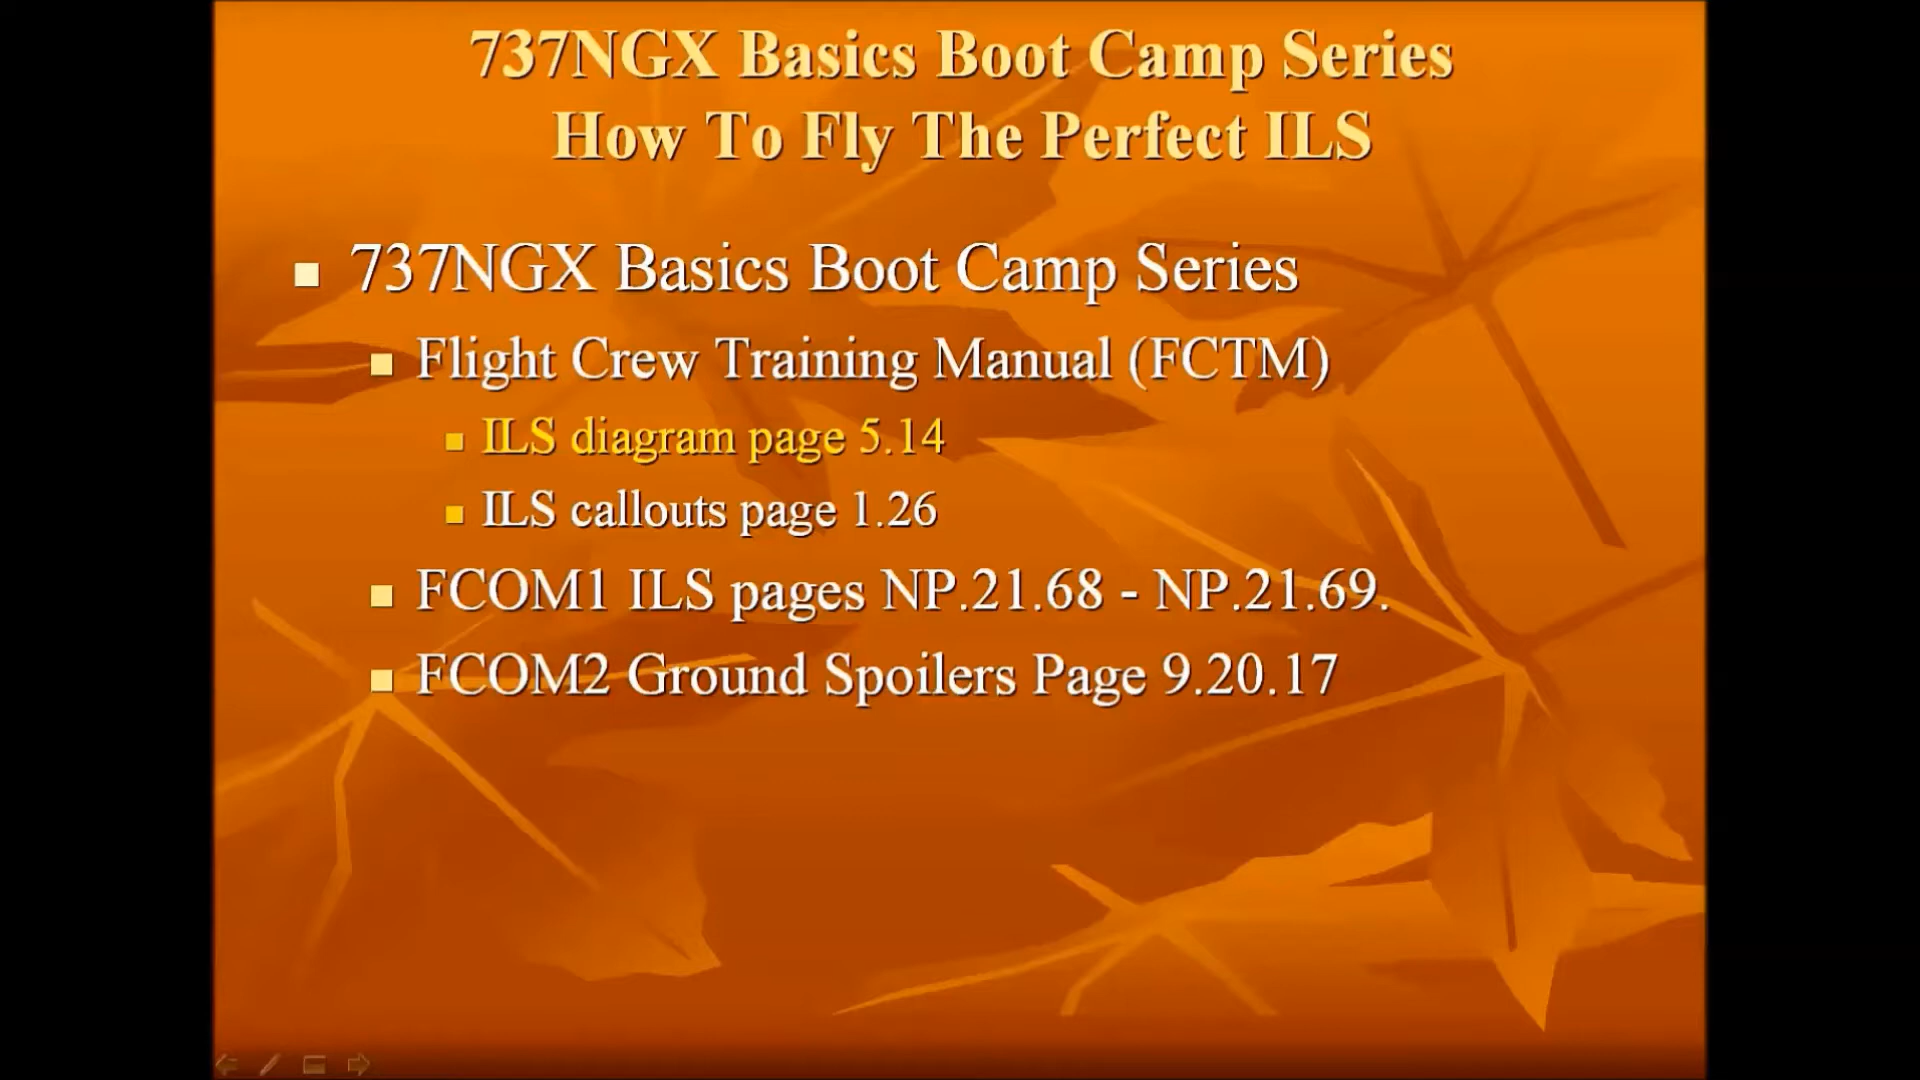 737NGX Basics Boot Camp Series
How To Fly The Perfect ILS
737NGX Basics Boot Camp Series
Flight Crew Training Manual (FCTM)
ILS diagram page 5.14
ILS callouts page 1.26
FCOM1 ILS pages NP.21.68 - NP.21.69.
FCOM2 Ground Spoilers Page 9.20.17